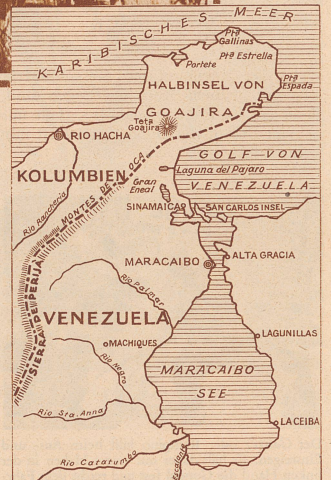 KARIBISCHES MEER
Pta
Gallinas
Portete
Pta Estrella
Pta
Espada
HALBINSEL VON
GOAJIRA
Teta
Goajira
RIO HACHA
GOLF VON
VENEZUELA
KOLUMBIEN
Laguna del Pajaro
Gran
Eneal
MONTES DE OCA
SINAMAICA
SAN CARLOS INSEL
Rio Rancheria
MARACAIBO
ALTA GRACIA
SIERRA DE PERIJA
Rio Palmar
VENEZUELA
MACHIQUES
LAGUNILLAS
Rio Negro
MARACAIBO
SEE
Rio Sta. Anna
LA CEIBA
Rio Catatumbo
Escalante